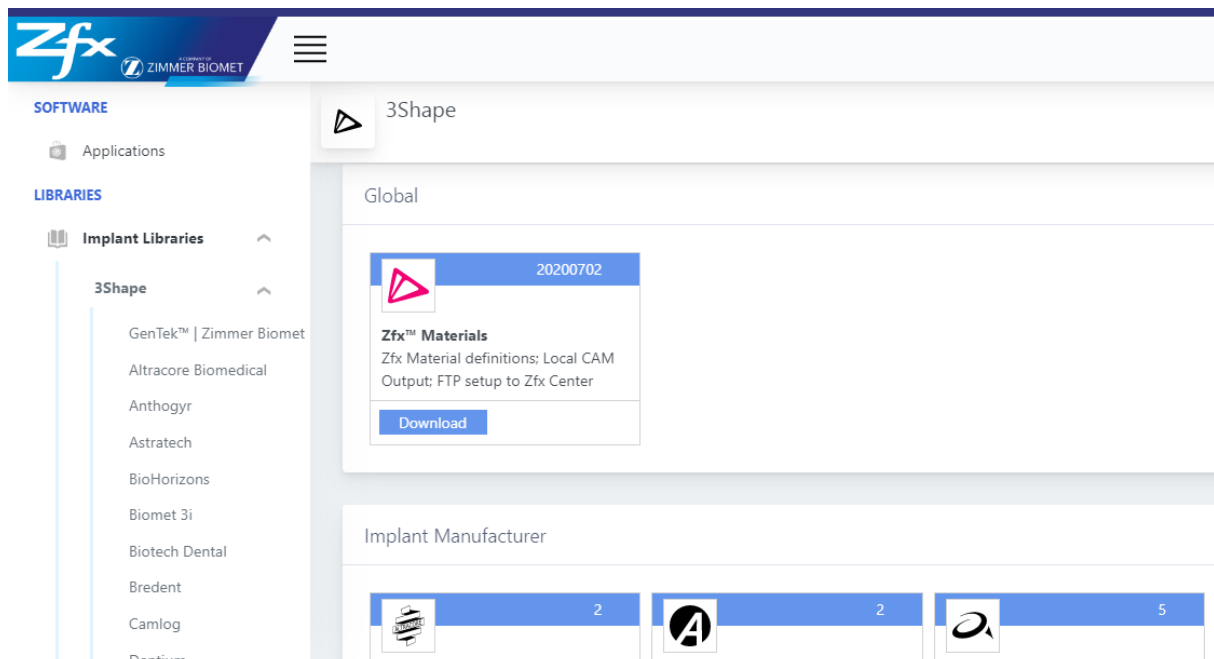 Zfx
A COMPANY OF
ZIMMER BIOMET
SOFTWARE
Applications
LIBRARIES
Implant Libraries
3Shape
GenTek™ | Zimmer Biomet
Altracore Biomedical
Anthogyr
Astratech
BioHorizons
Biomet 3i
Biotech Dental
Bredent
Camlog
3Shape
Global
20200702
Zfx™ Materials
Zfx Material definitions; Local CAM
Output; FTP setup to Zfx Center
Download
Implant Manufacturer
2
2
5